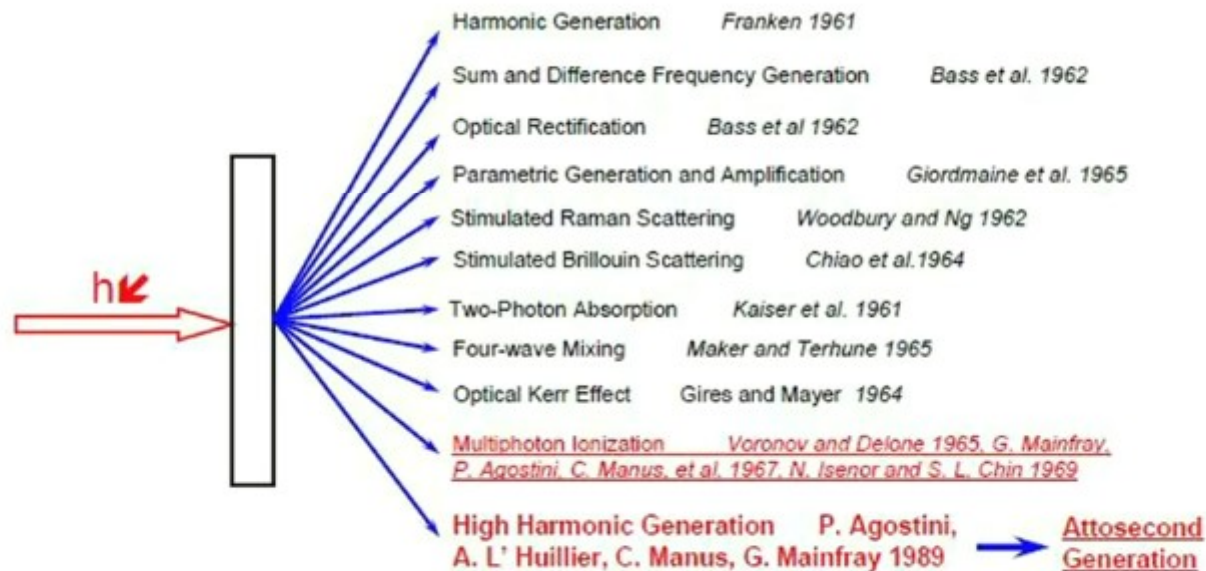 Harmonic Generation Franken 1961
Sum and Difference Frequency Generation Bass et al. 1962
Optical Rectification Bass et al 1962
Parametric Generation and Amplification Giordmaine et al. 1965
Stimulated Raman Scattering Woodbury and Ng 1962
Stimulated Brillouin Scattering Chiao et al.1964
h
Two-Photon Absorption Kaiser et al. 1961
Four-wave Mixing Maker and Terhune 1965
Optical Kerr Effect Gires and Mayer 1964
Multiphoton Ionization Voronov and Delone 1965, G. Mainfray,
P. Agostini, C. Manus, et al. 1967, N. Isenor and S. L. Chin 1969
High Harmonic Generation P. Agostini,
A. L' Huillier, C. Manus, G. Mainfray 1989
Attosecond
Generation